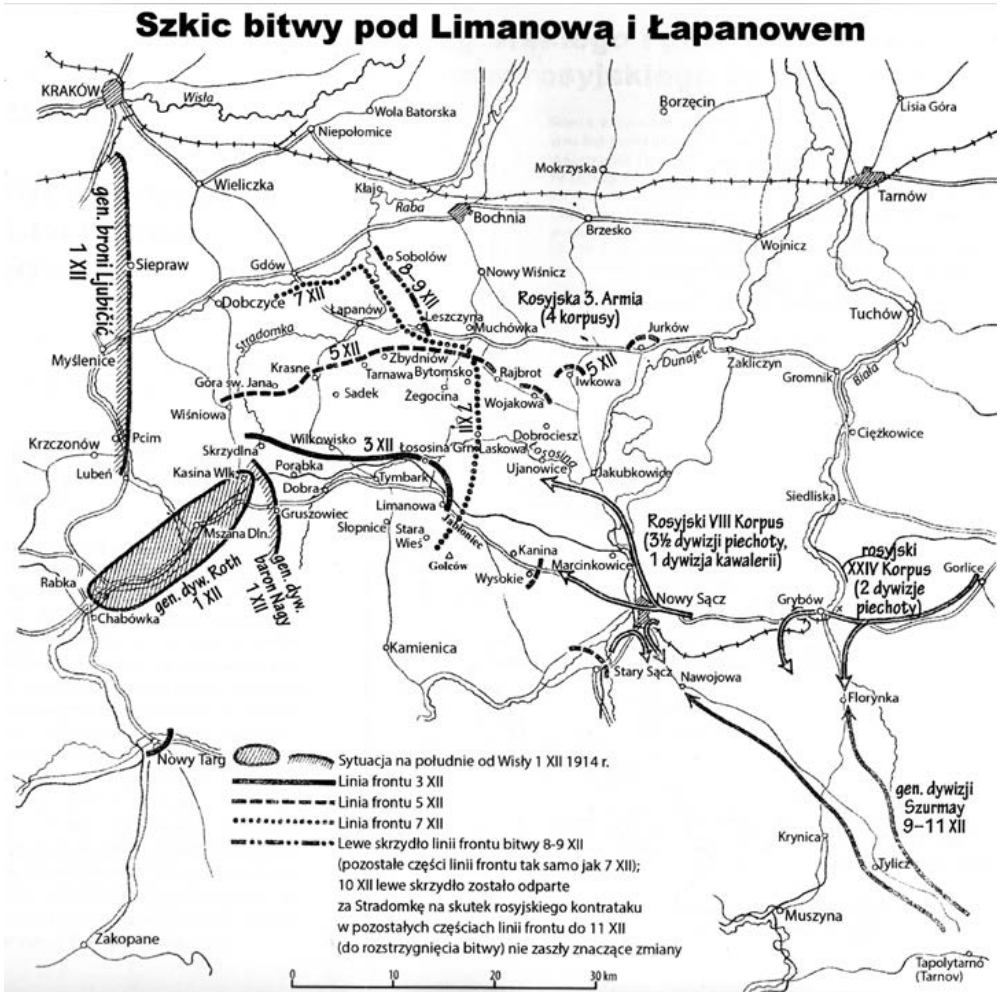 Szkic bitwy pod Limanową i Łapanowem
KRAKÓW
Wisła
Wola Batorska
Niepołomice
Borzęcin
Lisia Góra
Mokrzyska
Wieliczka
Kłaj
Raba
Bochnia
Brzesko
Tarnów
Wojnicz
gen. broni Ljubičić
1 XII
Siepraw
Gdów
Sobolów
8-9 XII
Nowy Wiśnicz
7 XII
Dobczyce
Łapanów
Leszczyna
Muchówka
Rosyjska 3. Armia
(4 korpusy)
Jurków
Tuchów
Stradomka
5 XII
Zbydniów
Myślenice
Krasne
Tarnawa
Bytomsko
Rajbrot
5 XII
Iwkowa
Dunajec
Zakliczyn
Gromnik
Biała
Góra św. Jana
Sadek
Żegocina
Wojakowa
Wiśniowa
7 XII
Krzczonów
Pcim
Skrzydlna
Wilkowisko
3 XII
Łososina Grn.
Laskowa
Dobrociesz
Łososina
Ujanowice
Ciężkowice
Lubeń
Kasina Wlk.
Porąbka
Tymbark
Jakubkowice
Dobra
Limanowa
Siedliska
Gruszowiec
Słopnice
Stara
Wieś
Jabłoniec
Mszana Dln.
Golców
Kanina
Marcinkowice
Wysokie
Rosyjski VIII Korpus
(3½ dywizji piechoty,
1 dywizja kawalerii)
rosyjski
XXIV Korpus
(2 dywizje
piechoty)
Gorlice
Rabka
Chabówka
gen. dyw. Roth
1 XII
gen. dyw.
baron Nagy
1 XII
Nowy Sącz
Grybów
Kamienica
Stary Sącz
Nawojowa
Florynka
Nowy Targ
Sytuacja na południe od Wisły 1 XII 1914 r.
Linia frontu 3 XII
Linia frontu 5 XII
Linia frontu 7 XII
Lewe skrzydło linii frontu bitwy 8-9 XII
(pozostałe części linii frontu tak samo jak 7 XII);
10 XII lewe skrzydło zostało odparte
za Stradomkę na skutek rosyjskiego kontrataku
w pozostałych częściach linii frontu do 11 XII
(do rozstrzygnięcia bitwy) nie zaszły znaczące zmiany
gen. dywizji
Szurmay
9-11 XII
Krynica
Tylicz
Muszyna
Zakopane
Tapolytarnó
(Tarnov)
0 10 20 30 km